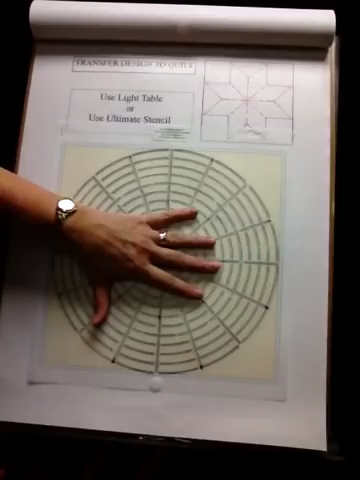 TRANSFER DESIGN TO QUILT
Use Light Table
or
Use Ultimate Stencil